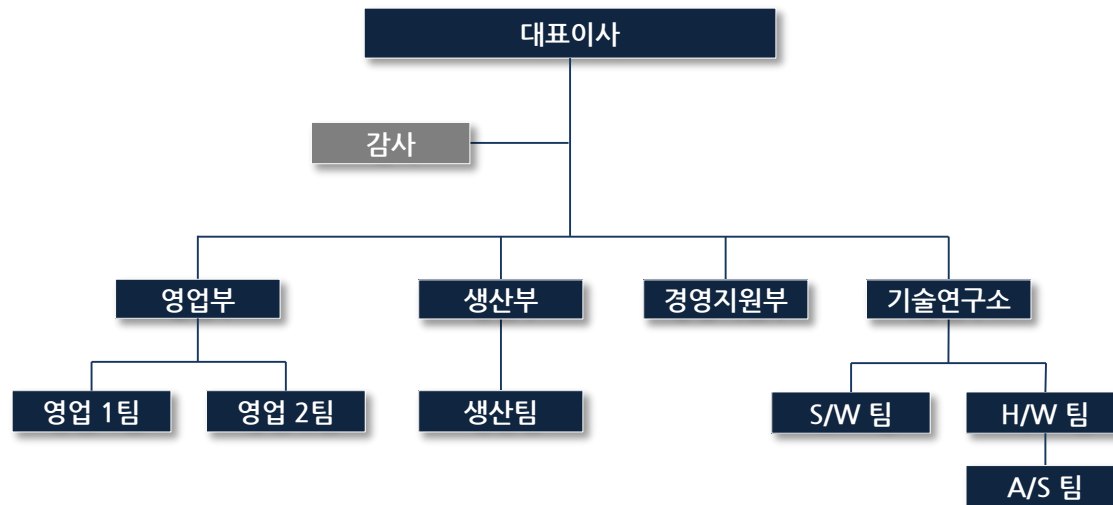 대표이사
감사
영업부
생산부
경영지원부
기술연구소
영업 1팀
영업 2팀
생산팀
S/W 팀
H/W 팀
A/S 팀